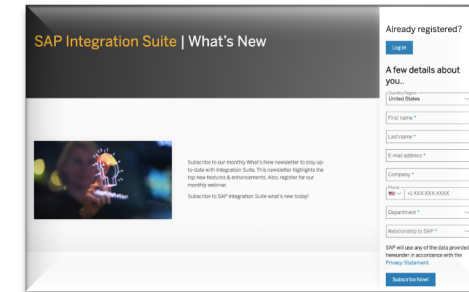 SAP Integration Suite | What's New
Subscribe to our monthly What's New newsletter to stay up-
to-date with Integration Suite. This newsletter highlights the
top new features & enhancements. Also, register for our
monthly webinar.
Subscribe to SAP Integration Suite what's new today!
Already registered?
Log in
A few details about
you..
Country/Region
United States
First name *
Last name *
E-mail address *
Company *
Phone
+1 XXX-XXX-XXXX
Department *
Relationship to SAP *
SAP will use any of the data provided
hereunder in accordance with the
Privacy Statement.
Subscribe Now!